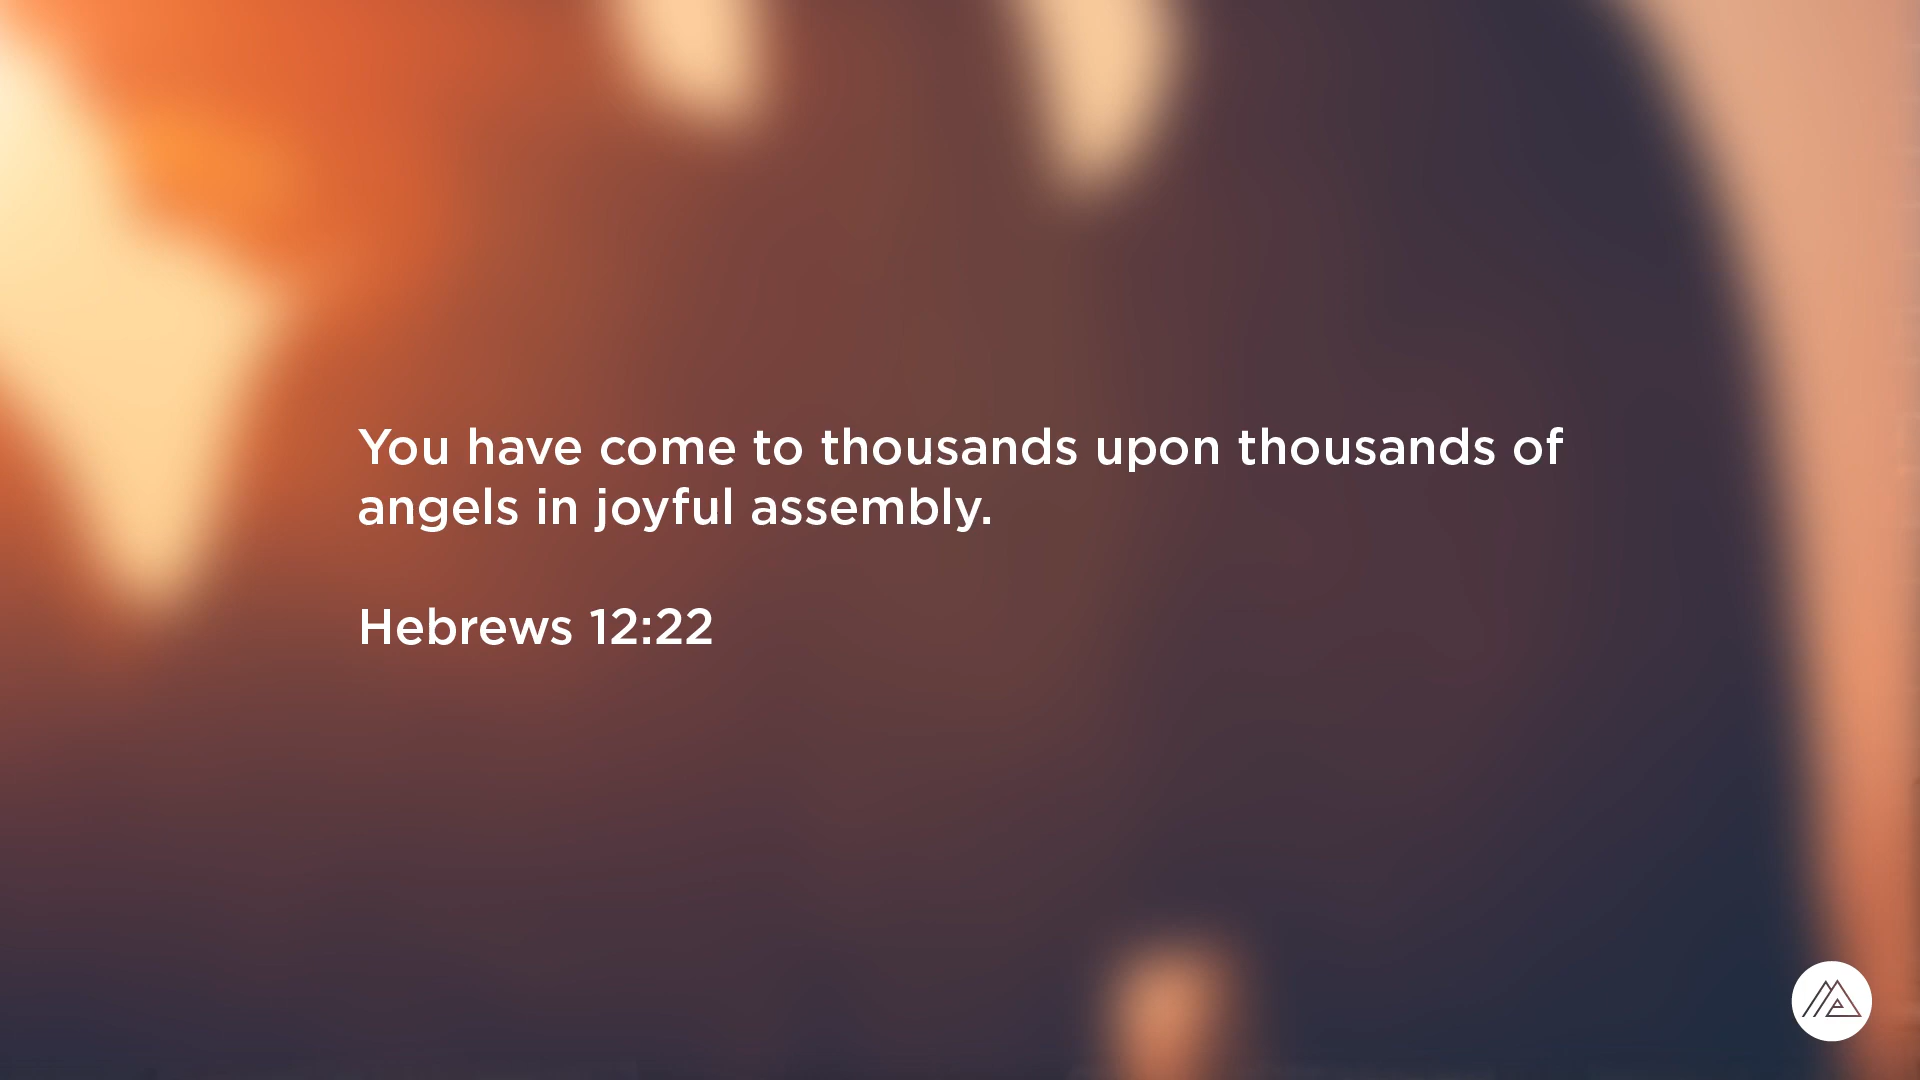 You have come to thousands upon thousands of
angels in joyful assembly.
Hebrews 12:22